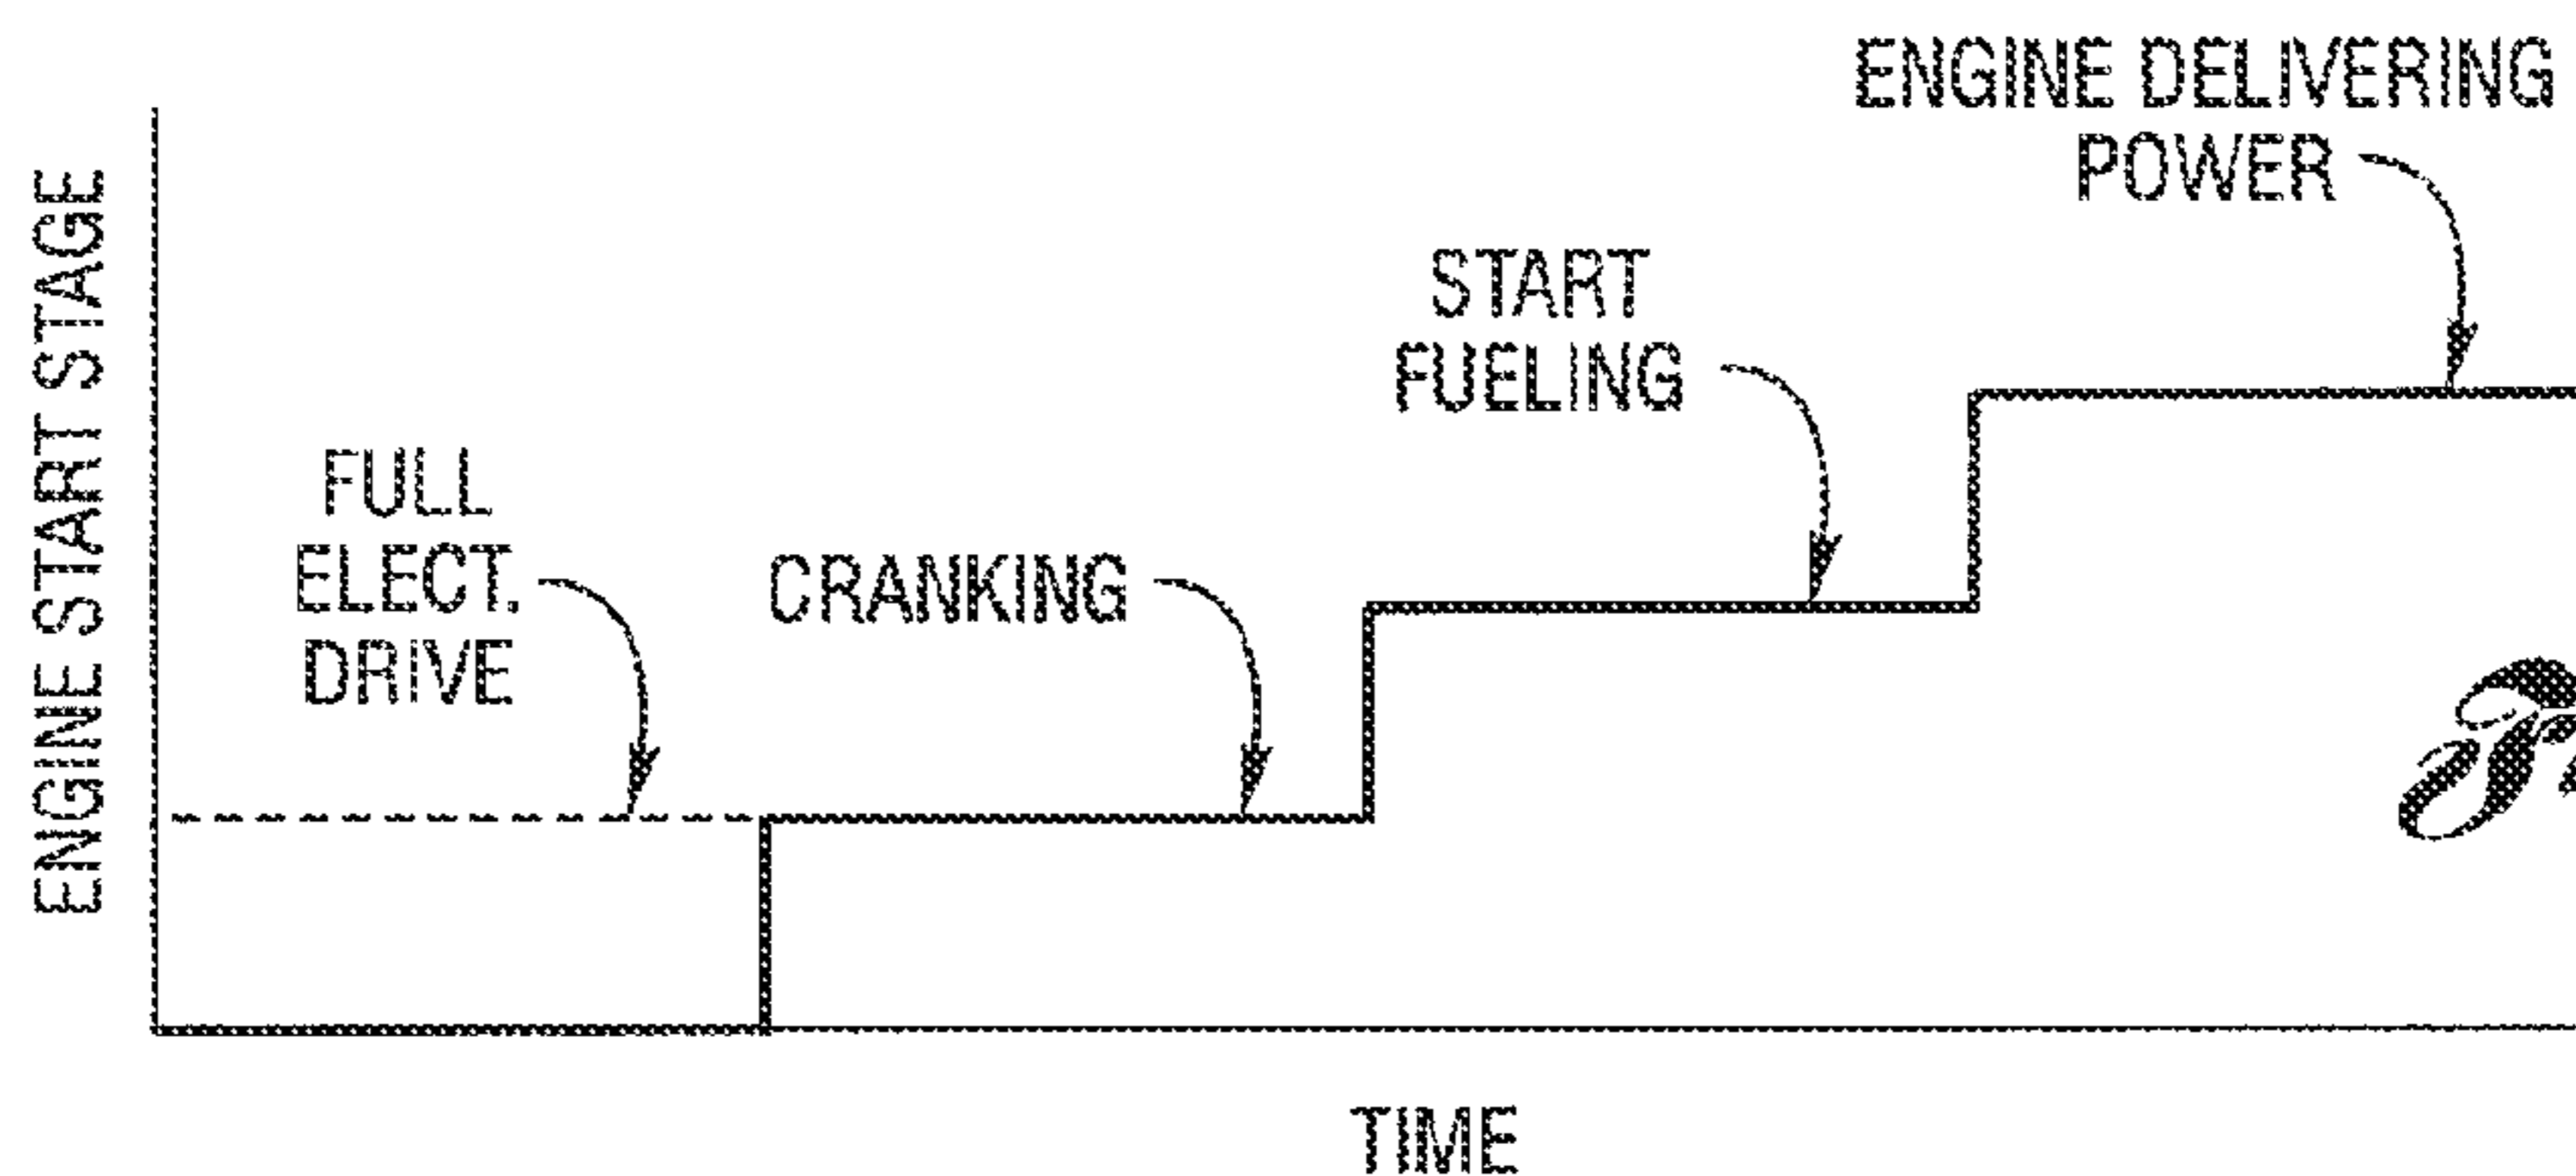 ENGINE DELIVERING
POWER
START
FUELING
FULL
ELECT.
DRIVE
CRANKING
ENGINE START STAGE
TIME